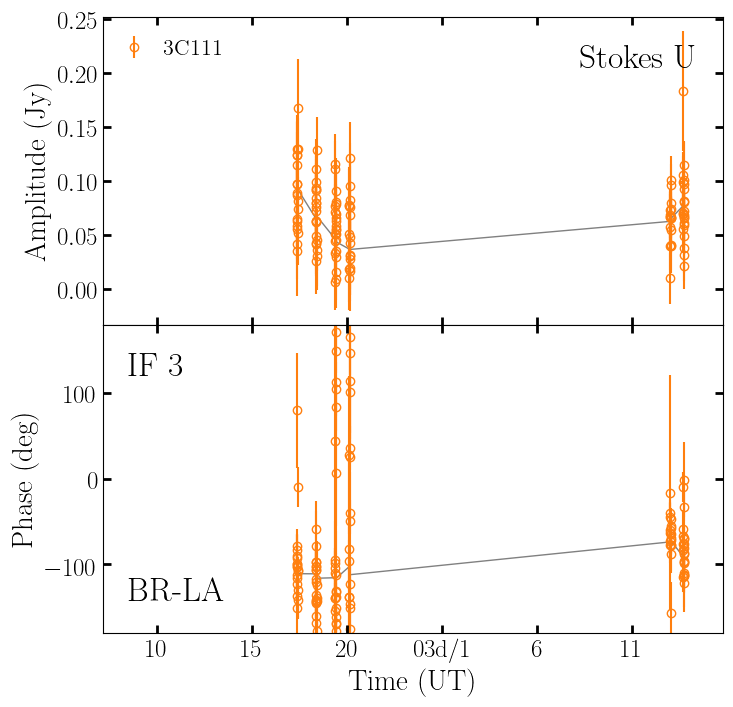 0.25
3C111
Stokes U
0.20
0.15
0.10
0.05
0.00
Amplitude (Jy)
IF 3
100
0
−100
Phase (deg)
BR-LA
10 15 20 03d/1 6 11
Time (UT)